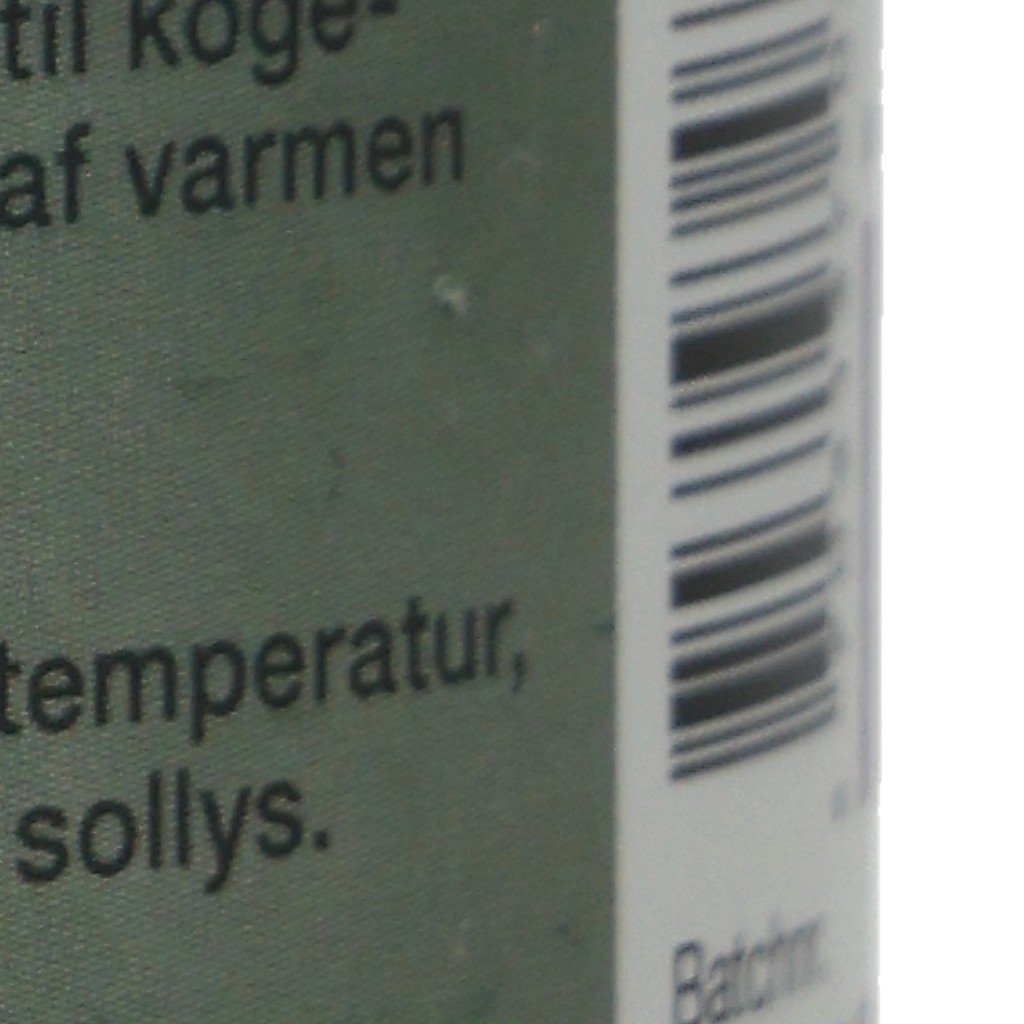 til koge-
af varmen
temperatur,
sollys.
Batchnr.